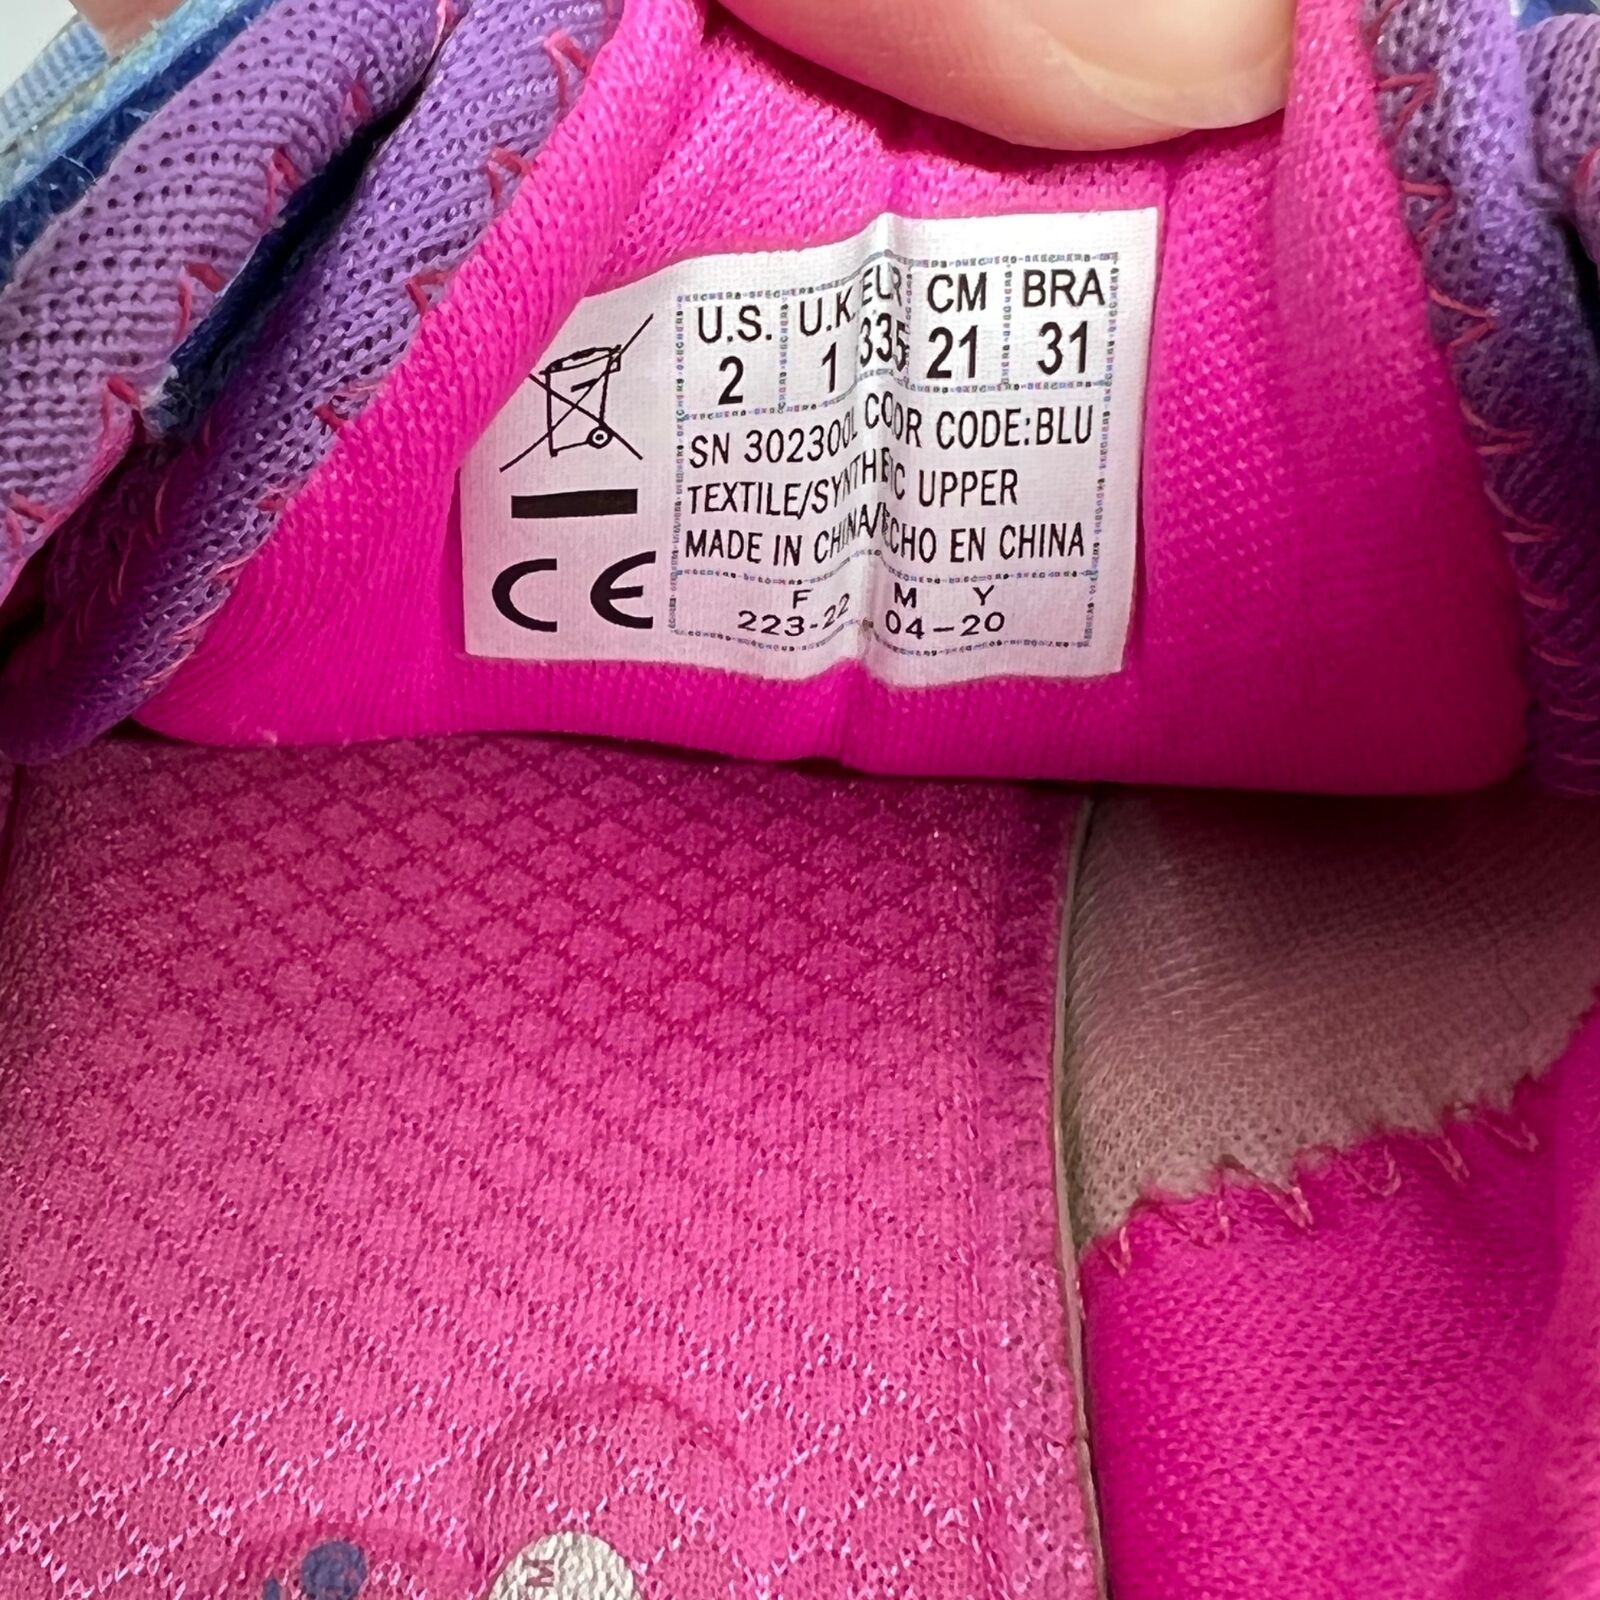 U.S. U.K. EUR CM BRA
2 1 33.5 21 31
SN 302300L COLOR CODE:BLU
TEXTILE/SYNTHETIC UPPER
MADE IN CHINA/HECHO EN CHINA
F M Y
223-22 04-20
CE